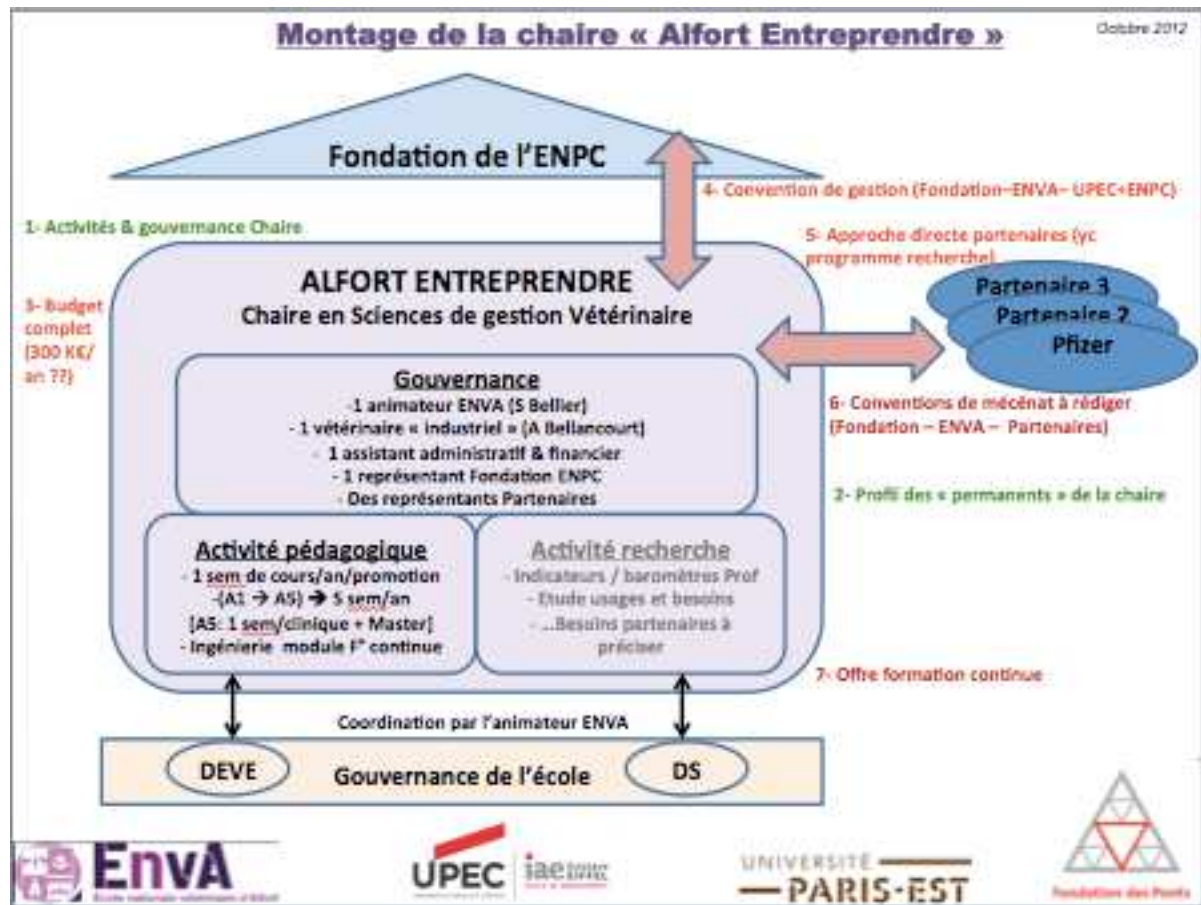 Montage de la chaire « Alfort Entreprendre »
Octobre 2012
Fondation de l'ENPC
4- Convention de gestion (Fondation–ENVA– UPEC+ENPC)
1- Activités & gouvernance Chaire
5- Approche directe partenaires (yc
programme recherche)
ALFORT ENTREPRENDRE
Chaire en Sciences de gestion Vétérinaire
3- Budget
complet
(300 K€/
an ??)
Partenaire 3
Partenaire 2
Pfizer
Gouvernance
-1 animateur ENVA (S Bellier)
- 1 vétérinaire « industriel » (A Bellancourt)
- 1 assistant administratif & financier
- 1 représentant Fondation ENPC
- Des représentants Partenaires
6- Conventions de mécénat à rédiger
(Fondation – ENVA – Partenaires)
2- Profil des « permanents » de la chaire
Activité pédagogique
- 1 sem de cours/an/promotion
-(A1 → A5) → 5 sem/an
[A5: 1 sem/clinique + Master]
- Ingénierie module F° continue
Activité recherche
- Indicateurs / baromètres Prof
- Etude usages et besoins
- ...Besoins partenaires à
préciser
7- Offre formation continue
Coordination par l'animateur ENVA
DEVE
Gouvernance de l'école
DS
EnvA
UPEC
iae
UNIVERSITÉ
PARIS-EST
Fondation des Ponts